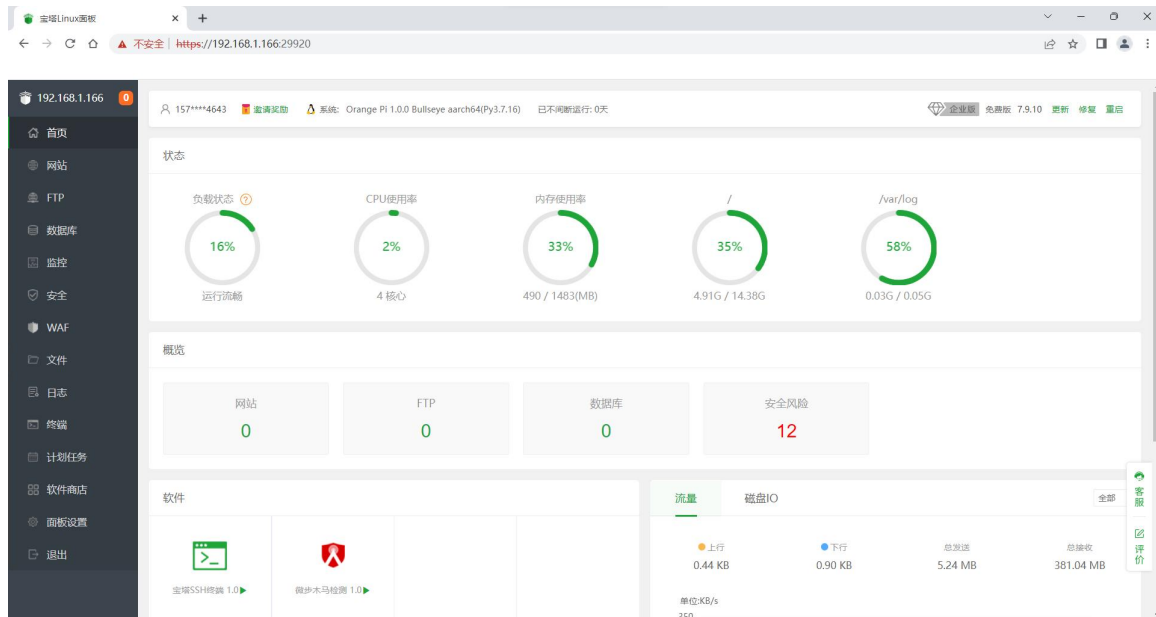 宝塔Linux面板
不安全 https://192.168.1.166:29920
192.168.1.166 0
首页
网站
FTP
数据库
监控
安全
WAF
文件
日志
终端
计划任务
软件商店
面板设置
退出
157****4643 邀请奖励 系统: Orange Pi 1.0.0 Bullseye aarch64(Py3.7.16) 已不间断运行: 0天 企业版 免费版 7.9.10 更新 修复 重启
状态
负载状态 ? CPU使用率 内存使用率 / /var/log
16% 2% 33% 35% 58%
运行流畅 4 核心 490 / 1483(MB) 4.91G / 14.38G 0.03G / 0.05G
概览
网站 FTP 数据库 安全风险
0 0 0 12
软件
宝塔SSH终端 1.0 微步木马检测 1.0
流量 磁盘IO 全部
上行 下行 总发送 总接收
0.44 KB 0.90 KB 5.24 MB 381.04 MB
单位:KB/s
客服
评价